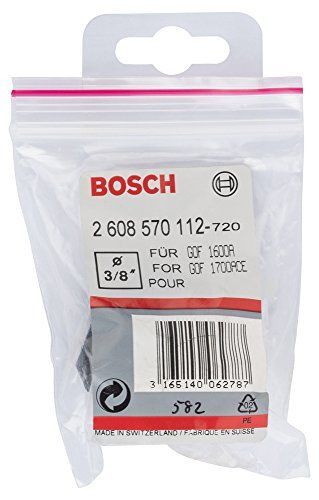 BOSCH
2 608 570 112-720
Ø
3/8"
FÜR GOF 1600A
FOR GOF 1700ACE
POUR
3 165140 062787
582
02
PE
MADE IN SWITZERLAND / FABRIQUE EN SUISSE